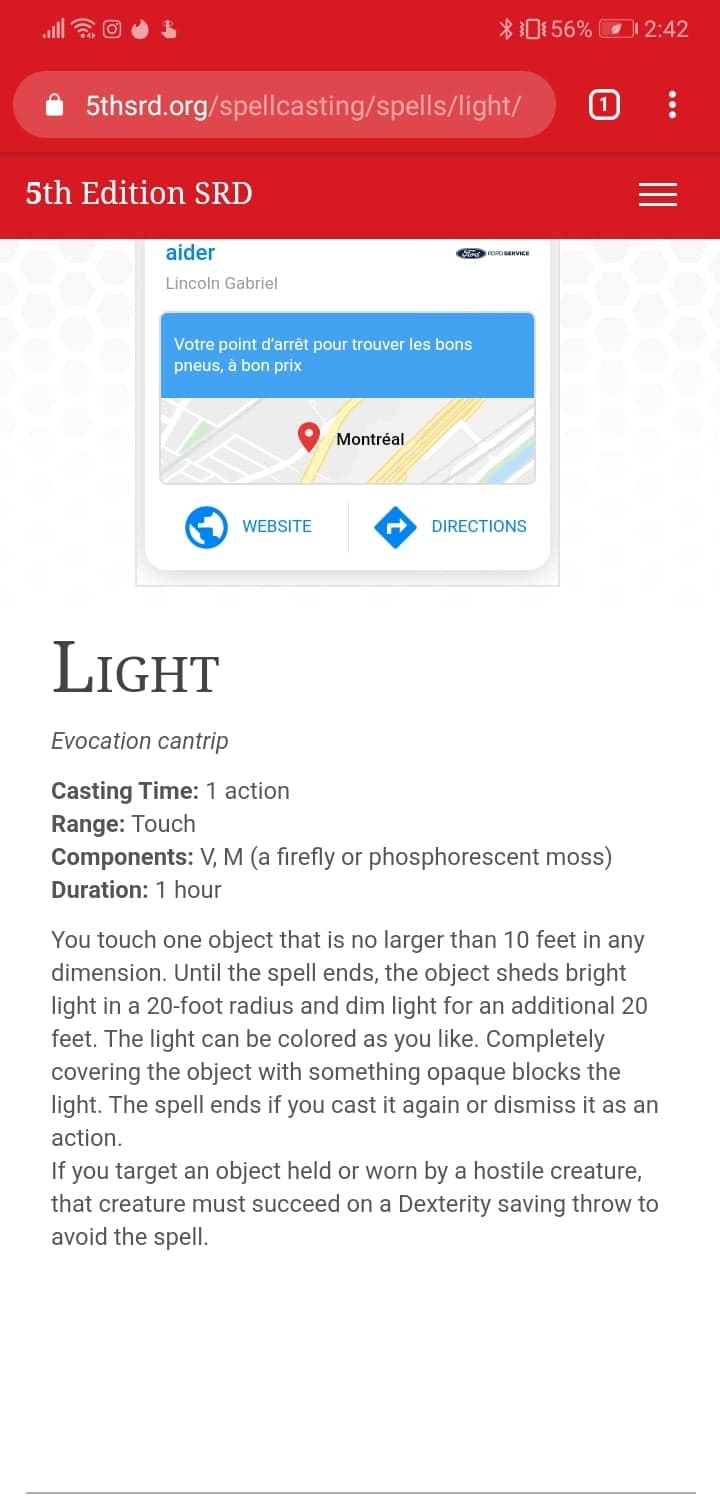 56% 2:42
5thsrd.org/spellcasting/spells/light/
1
5th Edition SRD
aider
Ford FORD SERVICE
Lincoln Gabriel
Votre point d'arrêt pour trouver les bons
pneus, à bon prix
Montréal
WEBSITE DIRECTIONS
LIGHT
Evocation cantrip
Casting Time: 1 action
Range: Touch
Components: V, M (a firefly or phosphorescent moss)
Duration: 1 hour
You touch one object that is no larger than 10 feet in any
dimension. Until the spell ends, the object sheds bright
light in a 20-foot radius and dim light for an additional 20
feet. The light can be colored as you like. Completely
covering the object with something opaque blocks the
light. The spell ends if you cast it again or dismiss it as an
action.
If you target an object held or worn by a hostile creature,
that creature must succeed on a Dexterity saving throw to
avoid the spell.